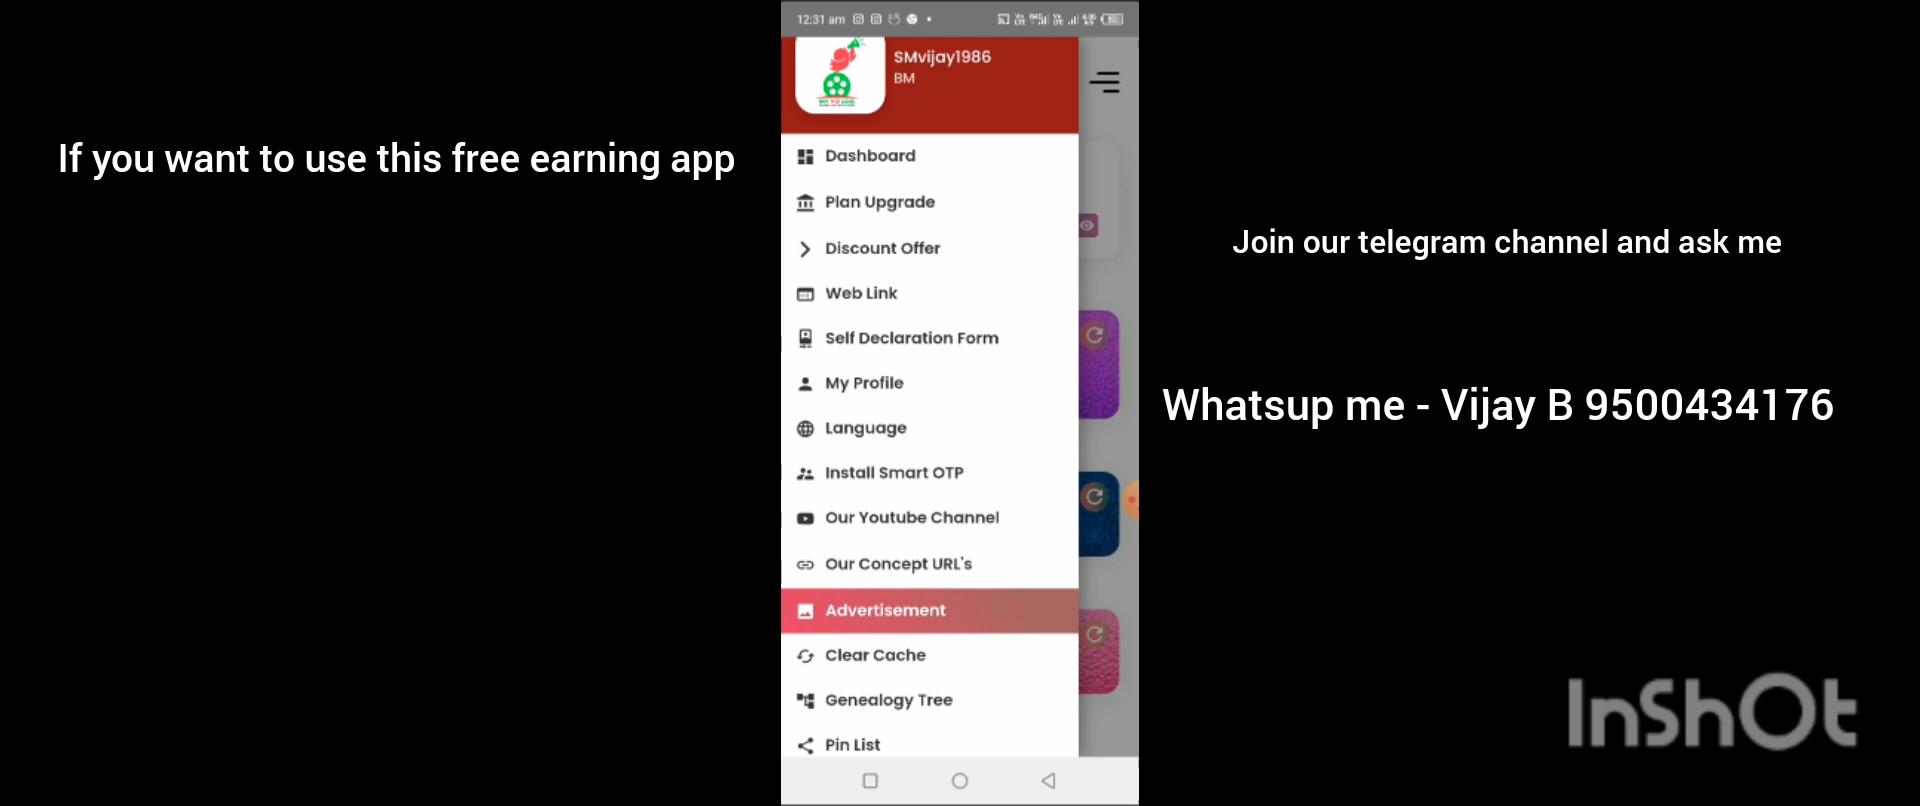 12:31 am
SMvijay1986
BM
If you want to use this free earning app
Dashboard
Plan Upgrade
Discount Offer
Join our telegram channel and ask me
Web Link
Self Declaration Form
My Profile
Whatsup me - Vijay B 9500434176
Language
Install Smart OTP
Our Youtube Channel
Our Concept URL's
Advertisement
Clear Cache
Genealogy Tree
Pin List
InShOt